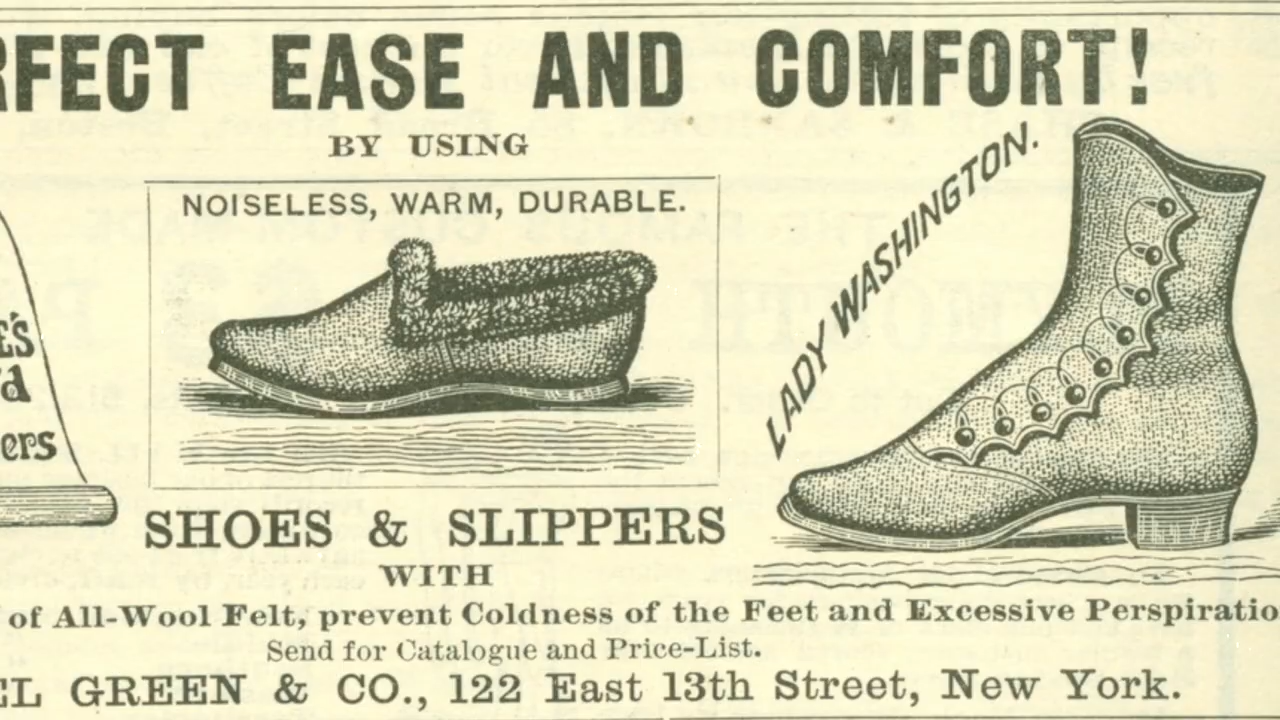 RFECT EASE AND COMFORT!
BY USING
NOISELESS, WARM, DURABLE.
LADY WASHINGTON.
E'S
'd
ers
SHOES & SLIPPERS
WITH
of All-Wool Felt, prevent Coldness of the Feet and Excessive Perspiratio
Send for Catalogue and Price-List.
EL GREEN & CO., 122 East 13th Street, New York.